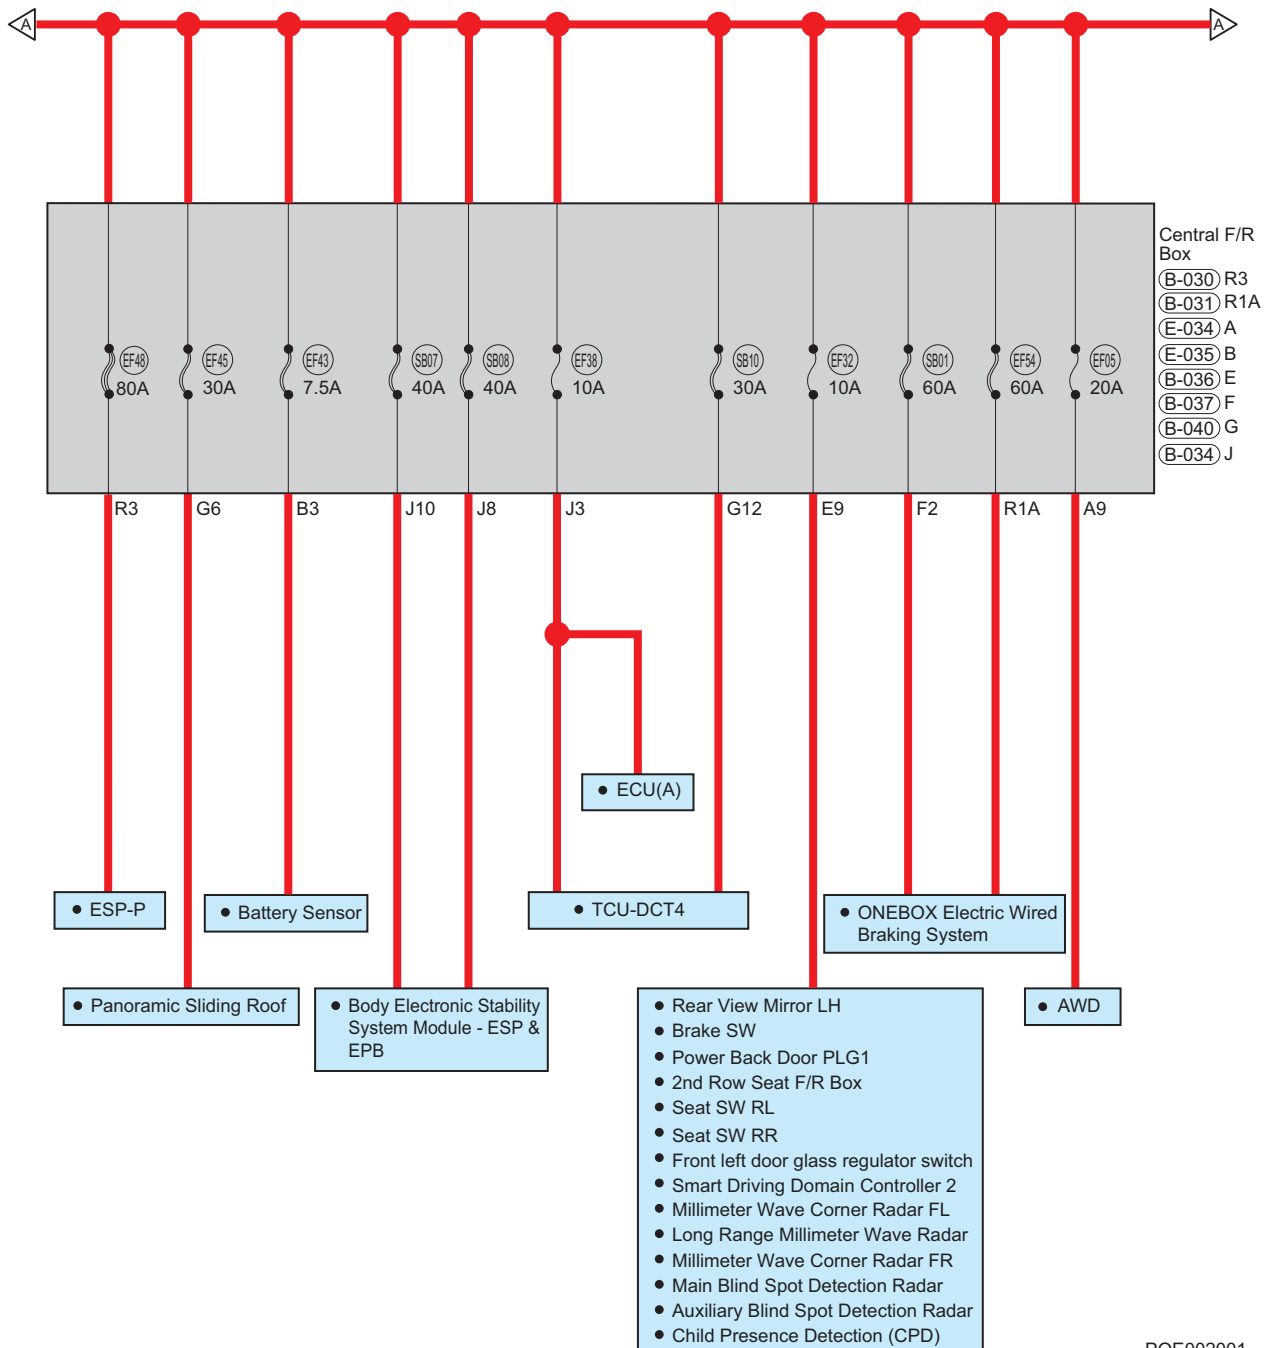 A
A
Central F/R
Box
B-030 R3
B-031 R1A
E-034 A
E-035 B
B-036 E
B-037 F
B-040 G
B-034 J
EF48
80A
EF45
30A
EF43
7.5A
SB07
40A
SB08
40A
EF38
10A
SB10
30A
EF32
10A
SB01
60A
EF54
60A
EF05
20A
R3
G6
B3
J10
J8
J3
G12
E9
F2
R1A
A9
• ECU(A)
• ESP-P
• Battery Sensor
• TCU-DCT4
• ONEBOX Electric Wired
Braking System
• Panoramic Sliding Roof
• Body Electronic Stability
System Module - ESP &
EPB
• Rear View Mirror LH
• Brake SW
• Power Back Door PLG1
• 2nd Row Seat F/R Box
• Seat SW RL
• Seat SW RR
• Front left door glass regulator switch
• Smart Driving Domain Controller 2
• Millimeter Wave Corner Radar FL
• Long Range Millimeter Wave Radar
• Millimeter Wave Corner Radar FR
• Main Blind Spot Detection Radar
• Auxiliary Blind Spot Detection Radar
• Child Presence Detection (CPD)
• AWD